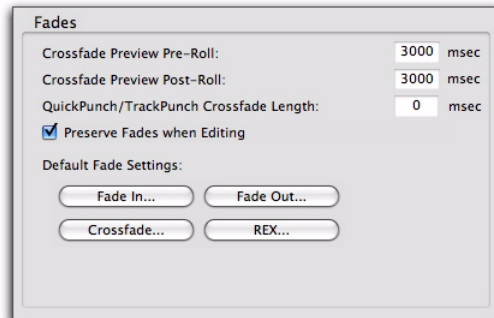 Fades
Crossfade Preview Pre-Roll: 3000 msec
Crossfade Preview Post-Roll: 3000 msec
QuickPunch/TrackPunch Crossfade Length: 0 msec
Preserve Fades when Editing
Default Fade Settings:
Fade In... Fade Out...
Crossfade... REX...